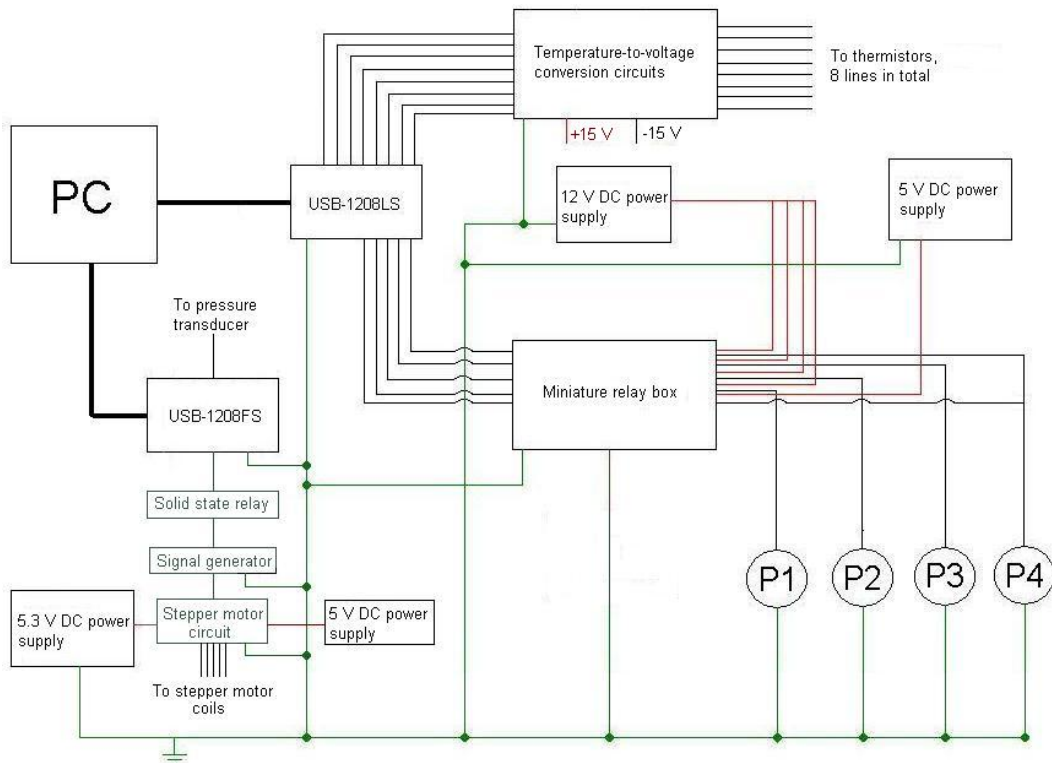 Temperature-to-voltage
conversion circuits
To thermistors,
8 lines in total
+15 V
-15 V
PC
USB-1208LS
12 V DC power
supply
5 V DC power
supply
To pressure
transducer
Miniature relay box
USB-1208FS
Solid state relay
Signal generator
P1
P2
P3
P4
5.3 V DC power
supply
Stepper motor
circuit
5 V DC power
supply
To stepper motor
coils